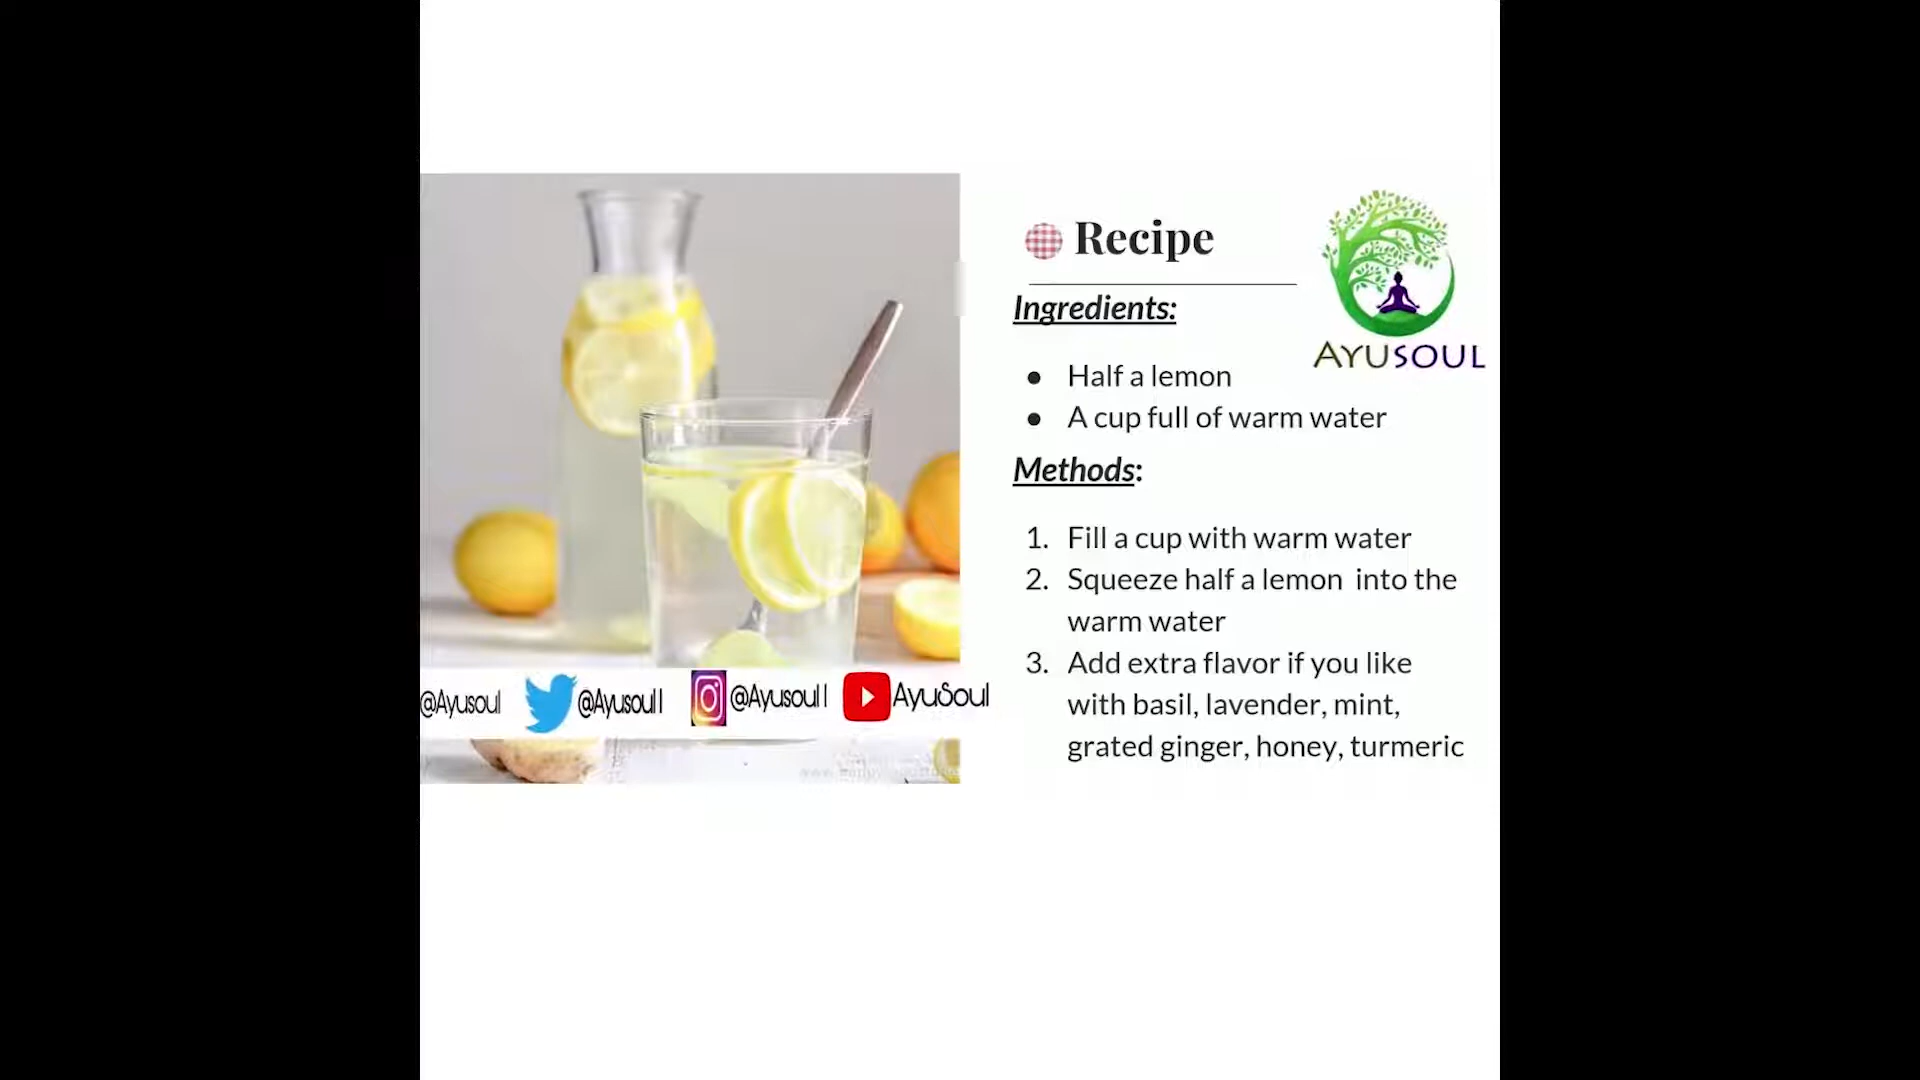 Recipe
AYUSOUL
Ingredients:
● Half a lemon
● A cup full of warm water
Methods:
1. Fill a cup with warm water
2. Squeeze half a lemon into the
warm water
3. Add extra flavor if you like
with basil, lavender, mint,
grated ginger, honey, turmeric
@Ayusoul @Ayusoul1 @Ayusoul1 AyuSoul